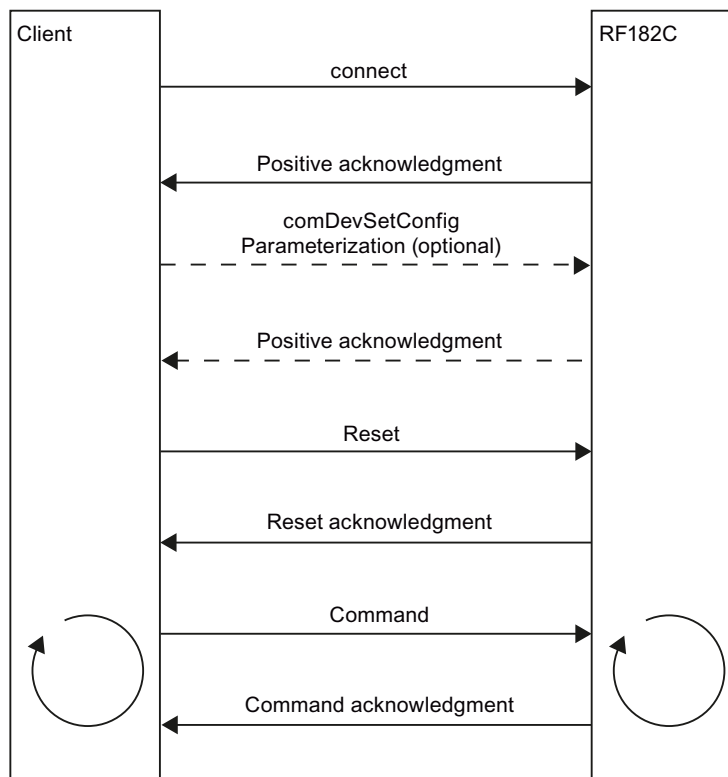 Client
RF182C
connect
Positive acknowledgment
comDevSetConfig
Parameterization (optional)
Positive acknowledgment
Reset
Reset acknowledgment
Command
Command acknowledgment